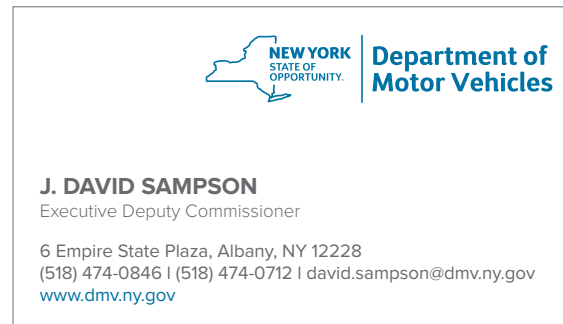 NEW YORK
STATE OF
OPPORTUNITY™
Department of
Motor Vehicles
J. DAVID SAMPSON
Executive Deputy Commissioner
6 Empire State Plaza, Albany, NY 12228
(518) 474-0846 I (518) 474-0712 I david.sampson@dmv.ny.gov
www.dmv.ny.gov